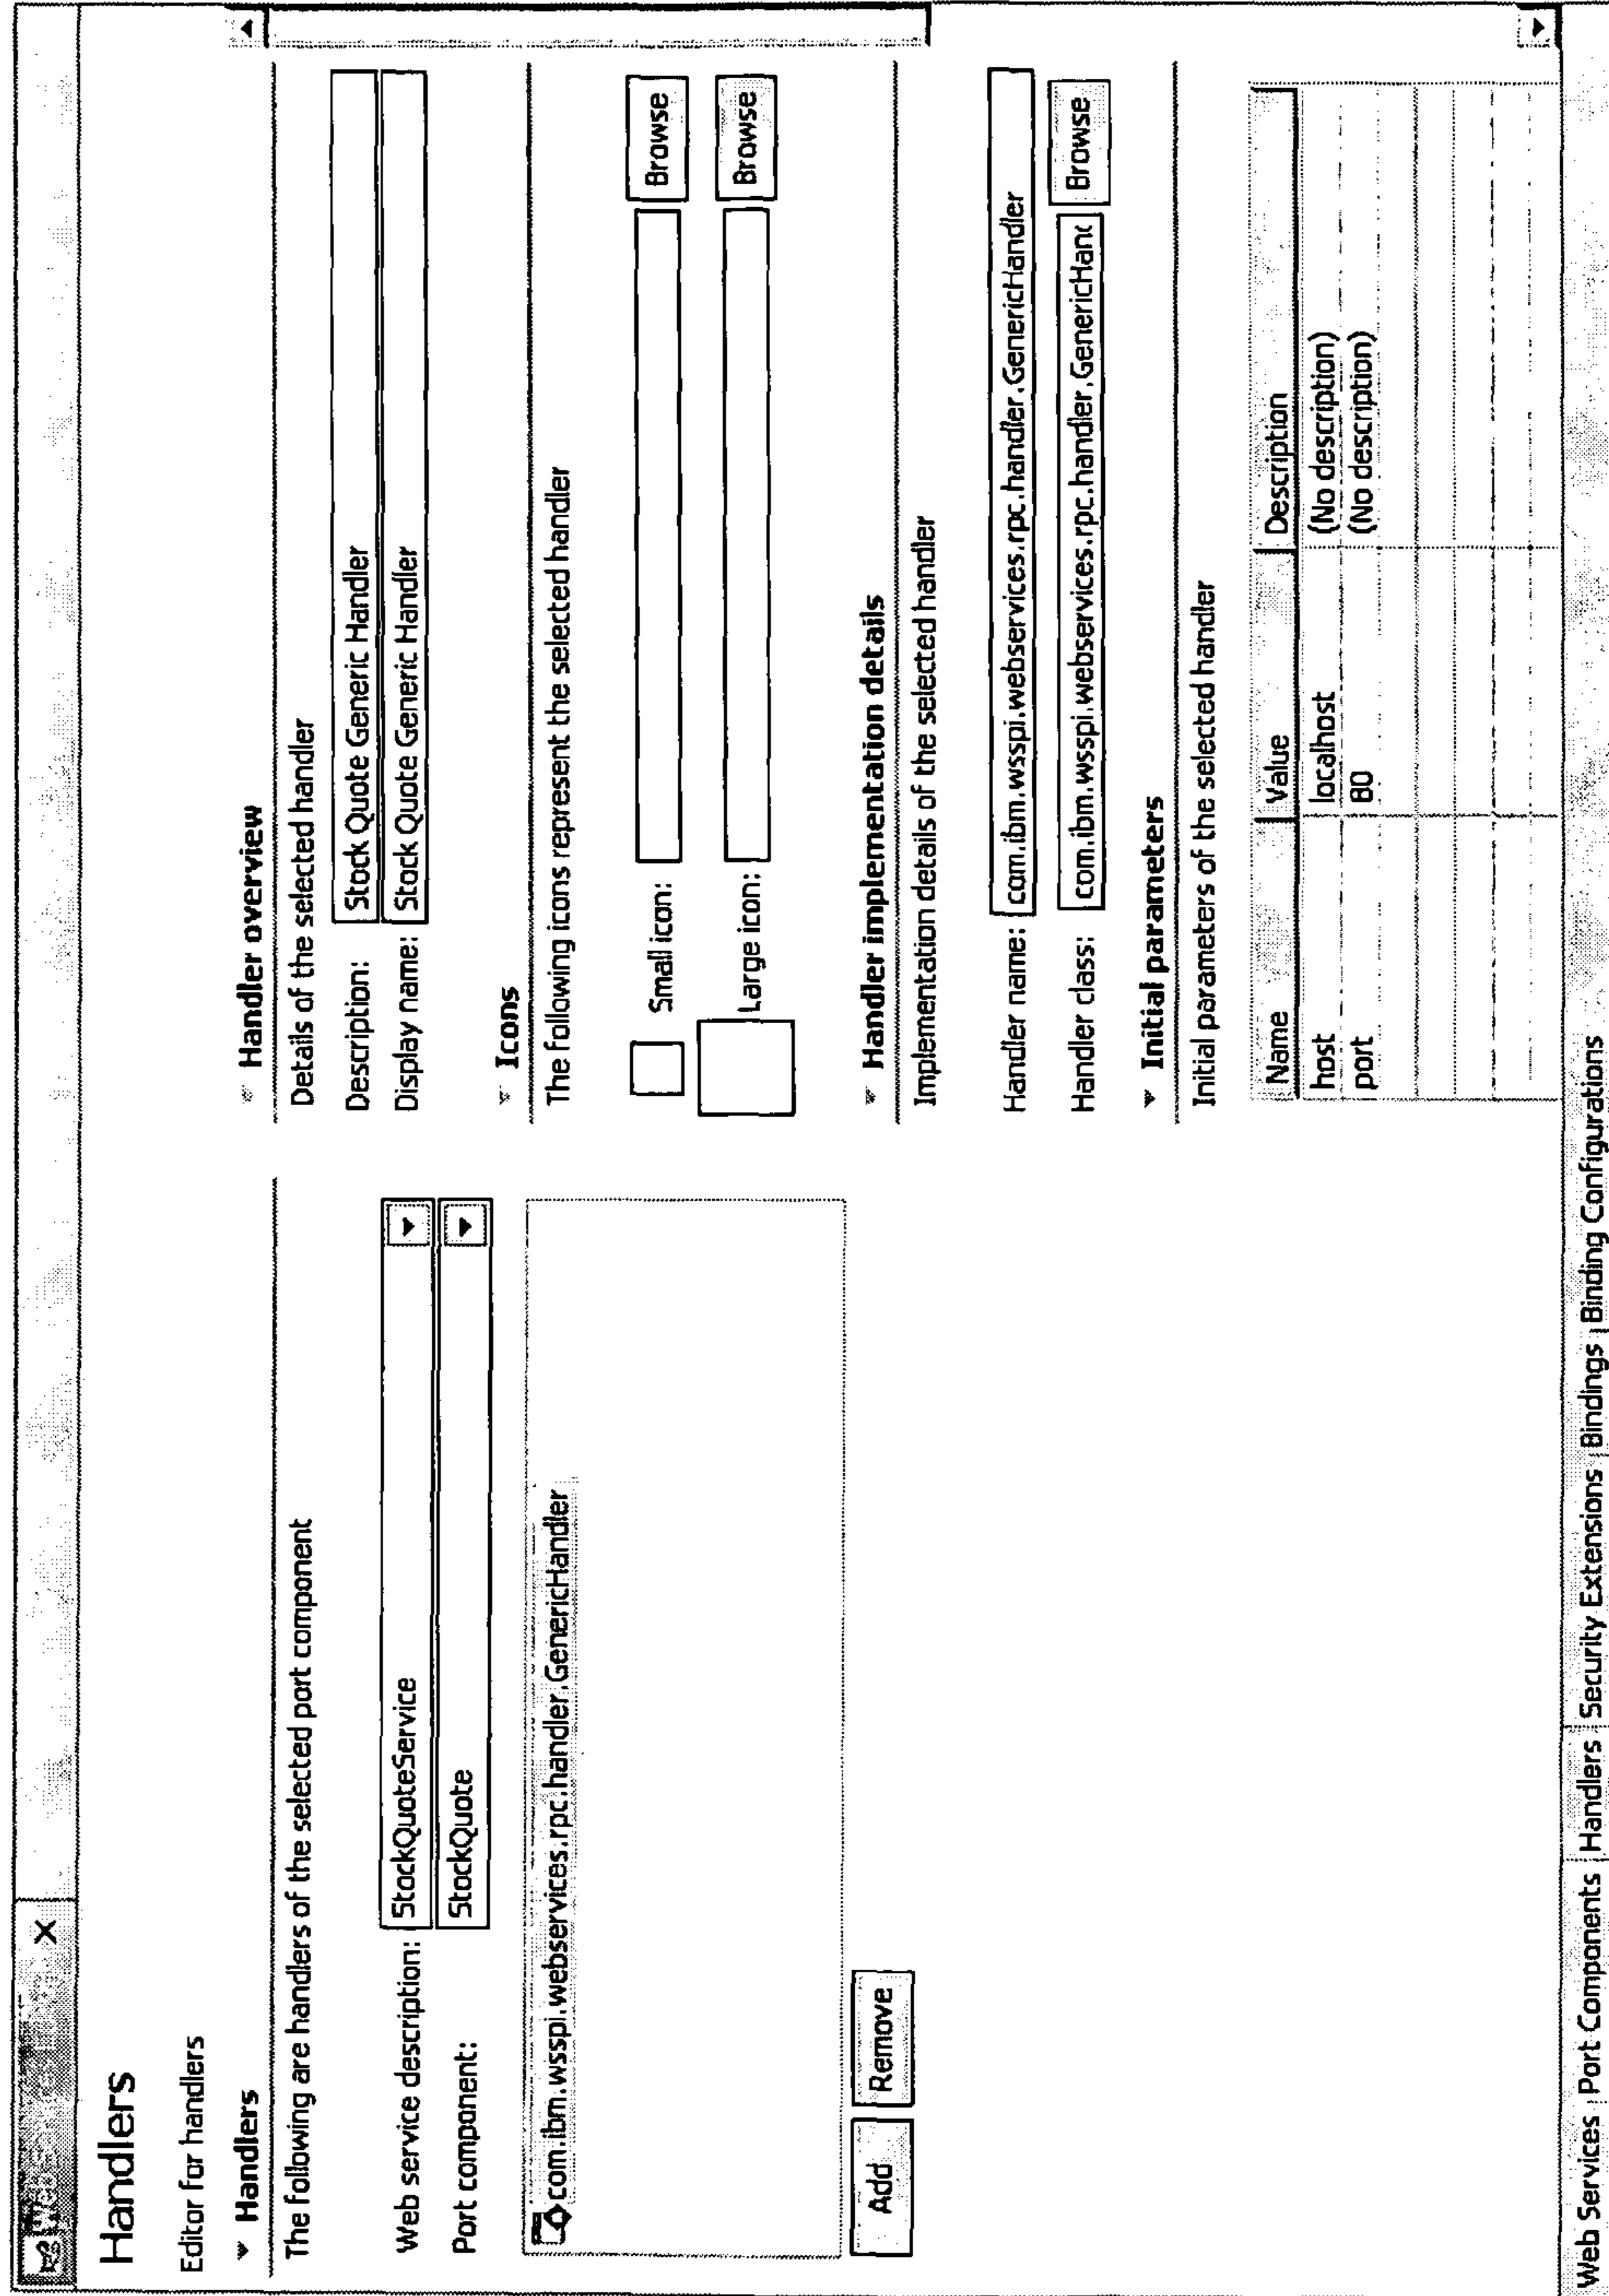 Handlers
Editor for handlers
Handlers
The following are handlers of the selected port component
Web service description: StockQuoteService
Port component: StockQuote
com.ibm.wsspi.webservices.rpc.handler.GenericHandler
Add Remove
Handler overview
Details of the selected handler
Description: Stock Quote Generic Handler
Display name: Stock Quote Generic Handler
Icons
The following icons represent the selected handler
Small icon: Browse
Large icon: Browse
Handler implementation details
Implementation details of the selected handler
Handler name: com.ibm.wsspi.webservices.rpc.handler.GenericHandler
Handler class: com.ibm.wsspi.webservices.rpc.handler.GenericHand Browse
Initial parameters
Initial parameters of the selected handler
Name Value Description
host localhost (No description)
port 80 (No description)
Web Services Port Components Handlers Security Extensions Bindings Binding Configurations